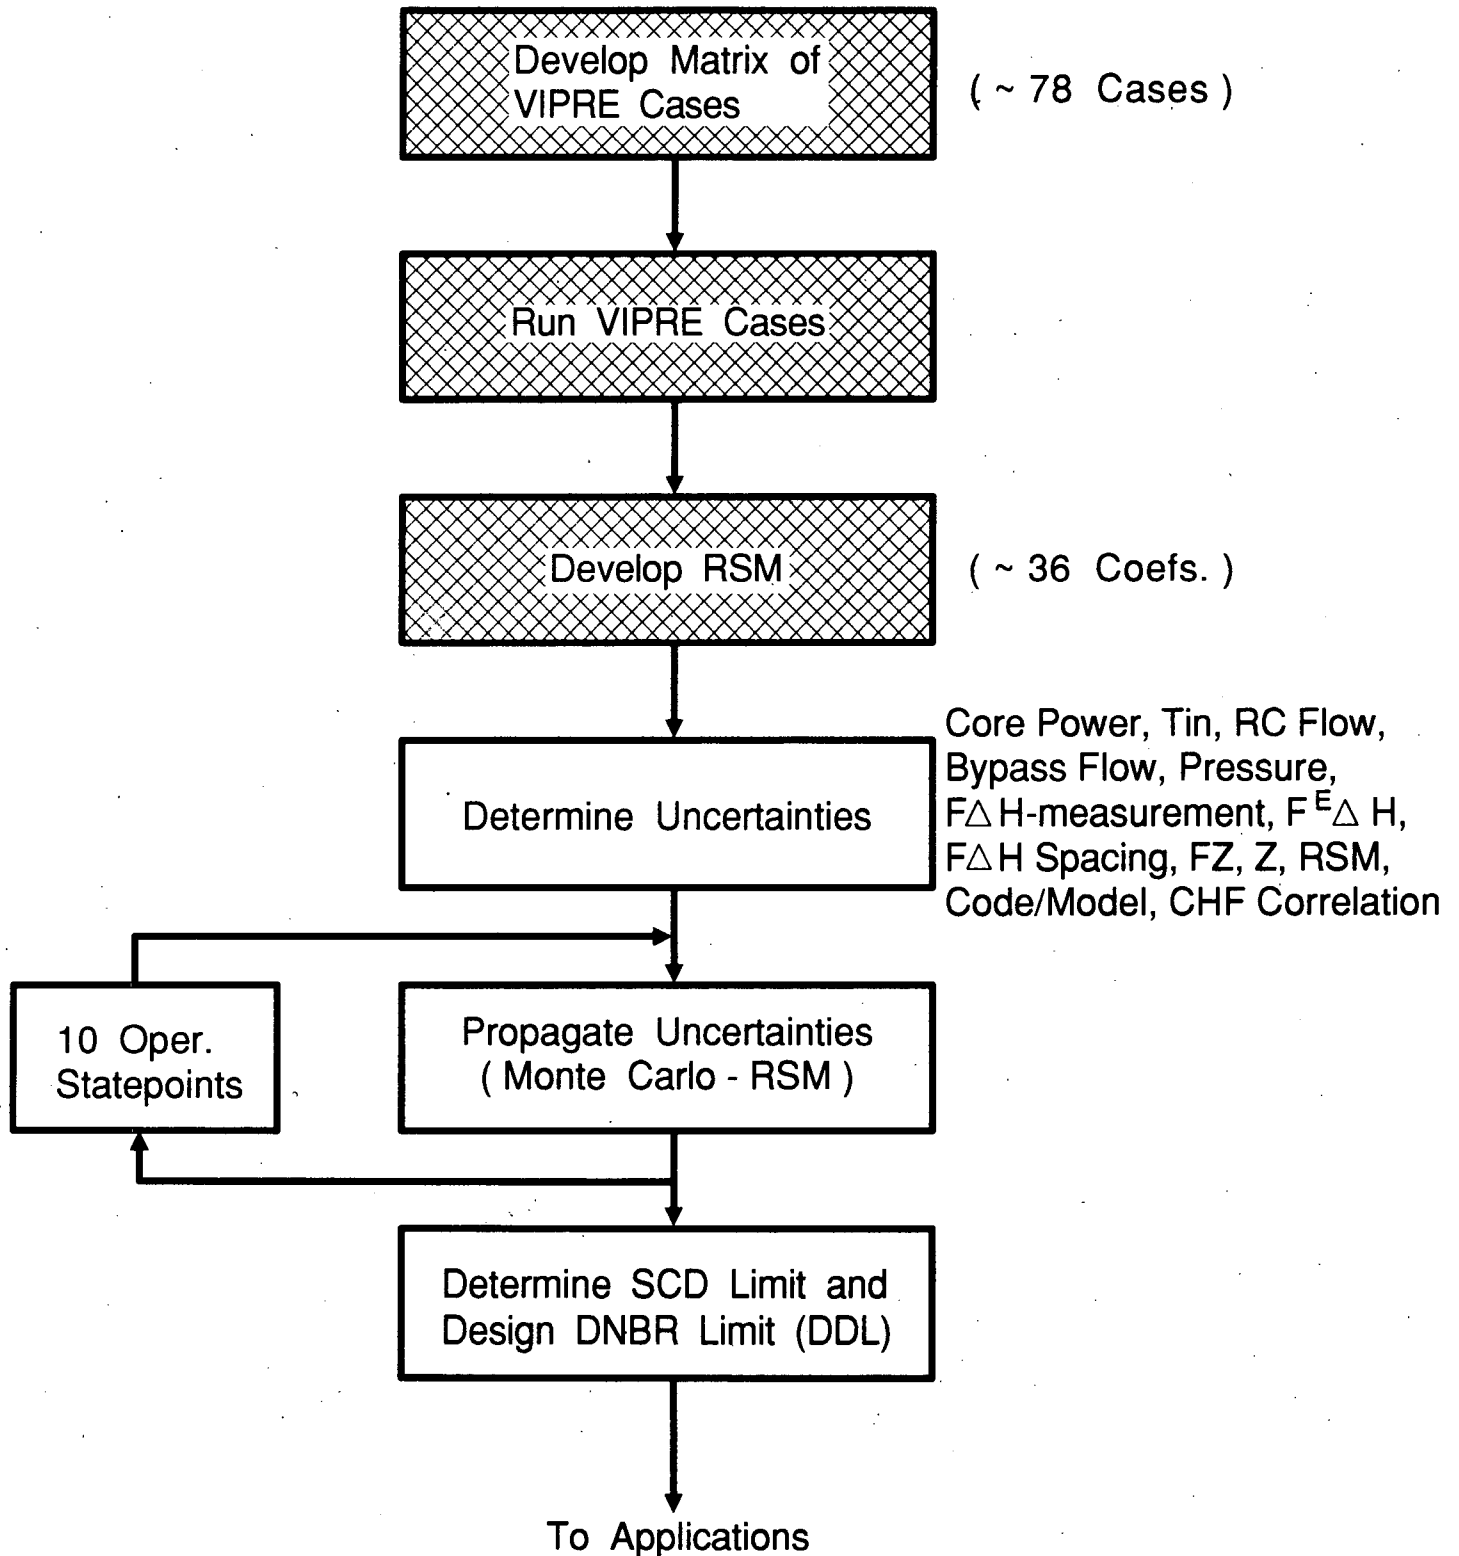 Develop Matrix of
VIPRE Cases
( ~ 78 Cases )
Run VIPRE Cases
Develop RSM
( ~ 36 Coefs. )
Determine Uncertainties
Core Power, Tin, RC Flow,
Bypass Flow, Pressure,
F△H-measurement, F^E△H,
F△H Spacing, FZ, Z, RSM,
Code/Model, CHF Correlation
10 Oper.
Statepoints
Propagate Uncertainties
( Monte Carlo - RSM )
Determine SCD Limit and
Design DNBR Limit (DDL)
To Applications